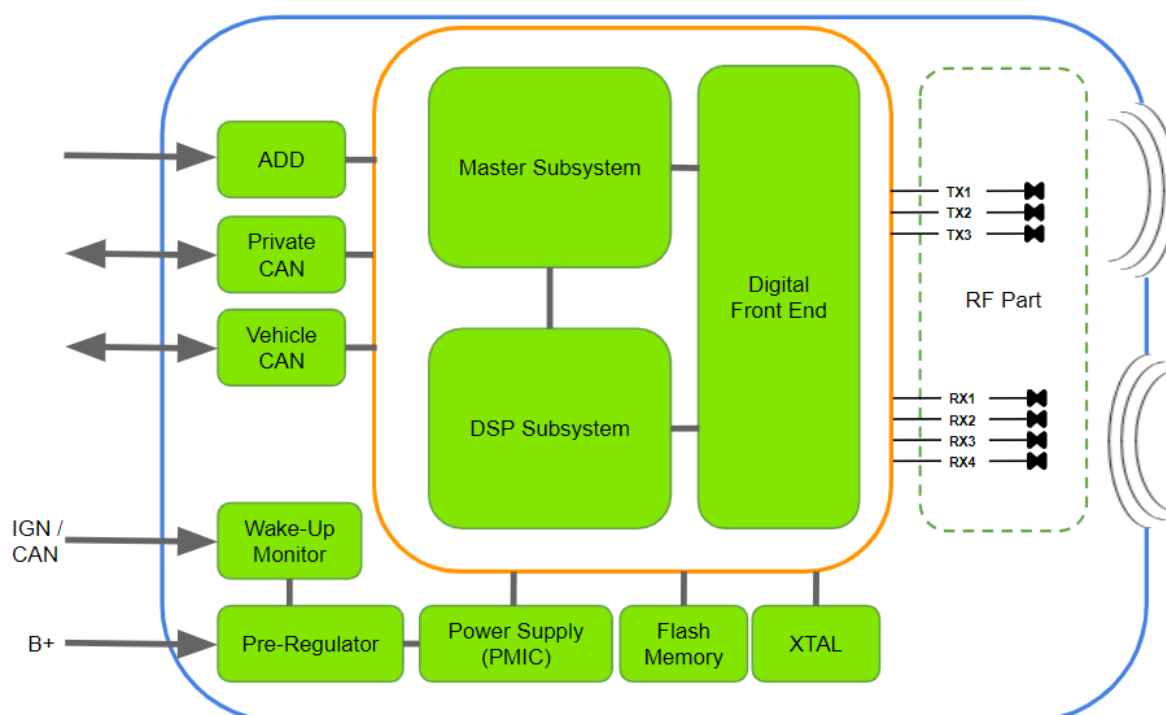 ADD
Private
CAN
Vehicle
CAN
Master Subsystem
DSP Subsystem
Digital
Front End
TX1
TX2
TX3
RF Part
RX1
RX2
RX3
RX4
IGN /
CAN
Wake-Up
Monitor
B+
Pre-Regulator
Power Supply
(PMIC)
Flash
Memory
XTAL